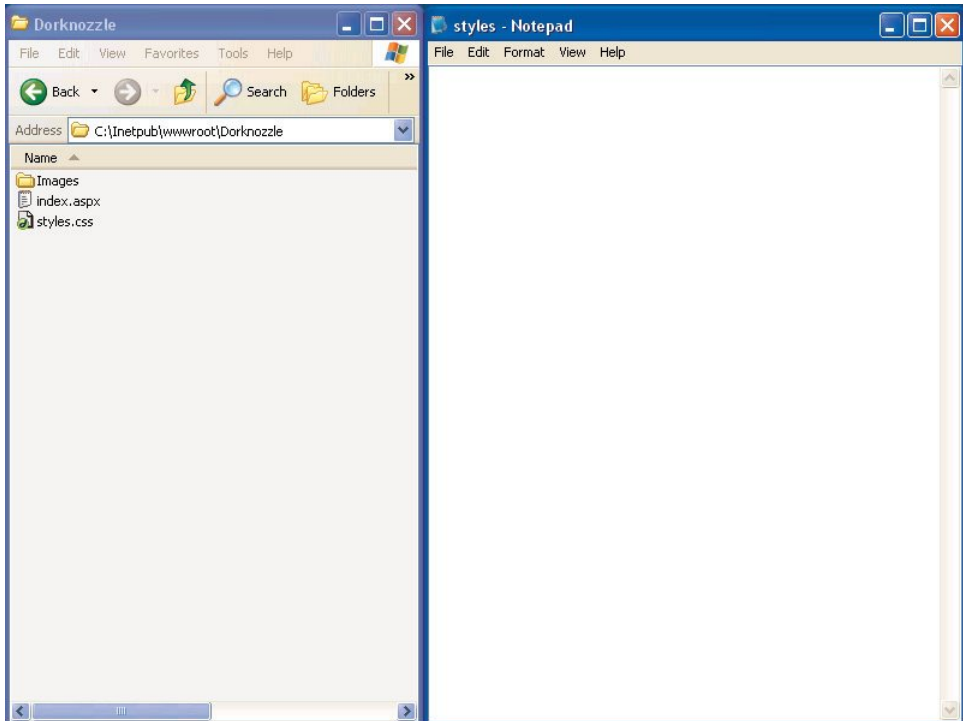 Dorknozzle
File Edit View Favorites Tools Help
Back Search Folders »
Address C:\Inetpub\wwwroot\Dorknozzle
Name
Images
index.aspx
styles.css
styles - Notepad
File Edit Format View Help